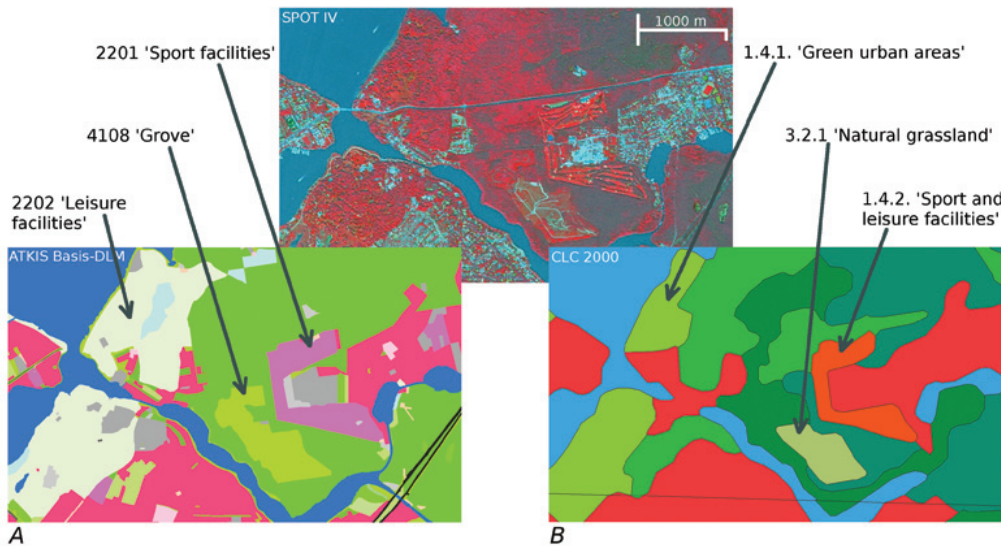 SPOT IV
1000 m
2201 'Sport facilities'
1.4.1. 'Green urban areas'
4108 'Grove'
3.2.1 'Natural grassland'
2202 'Leisure
facilities'
1.4.2. 'Sport and
leisure facilities'
ATKIS Basis-DLM
CLC 2000
A
B